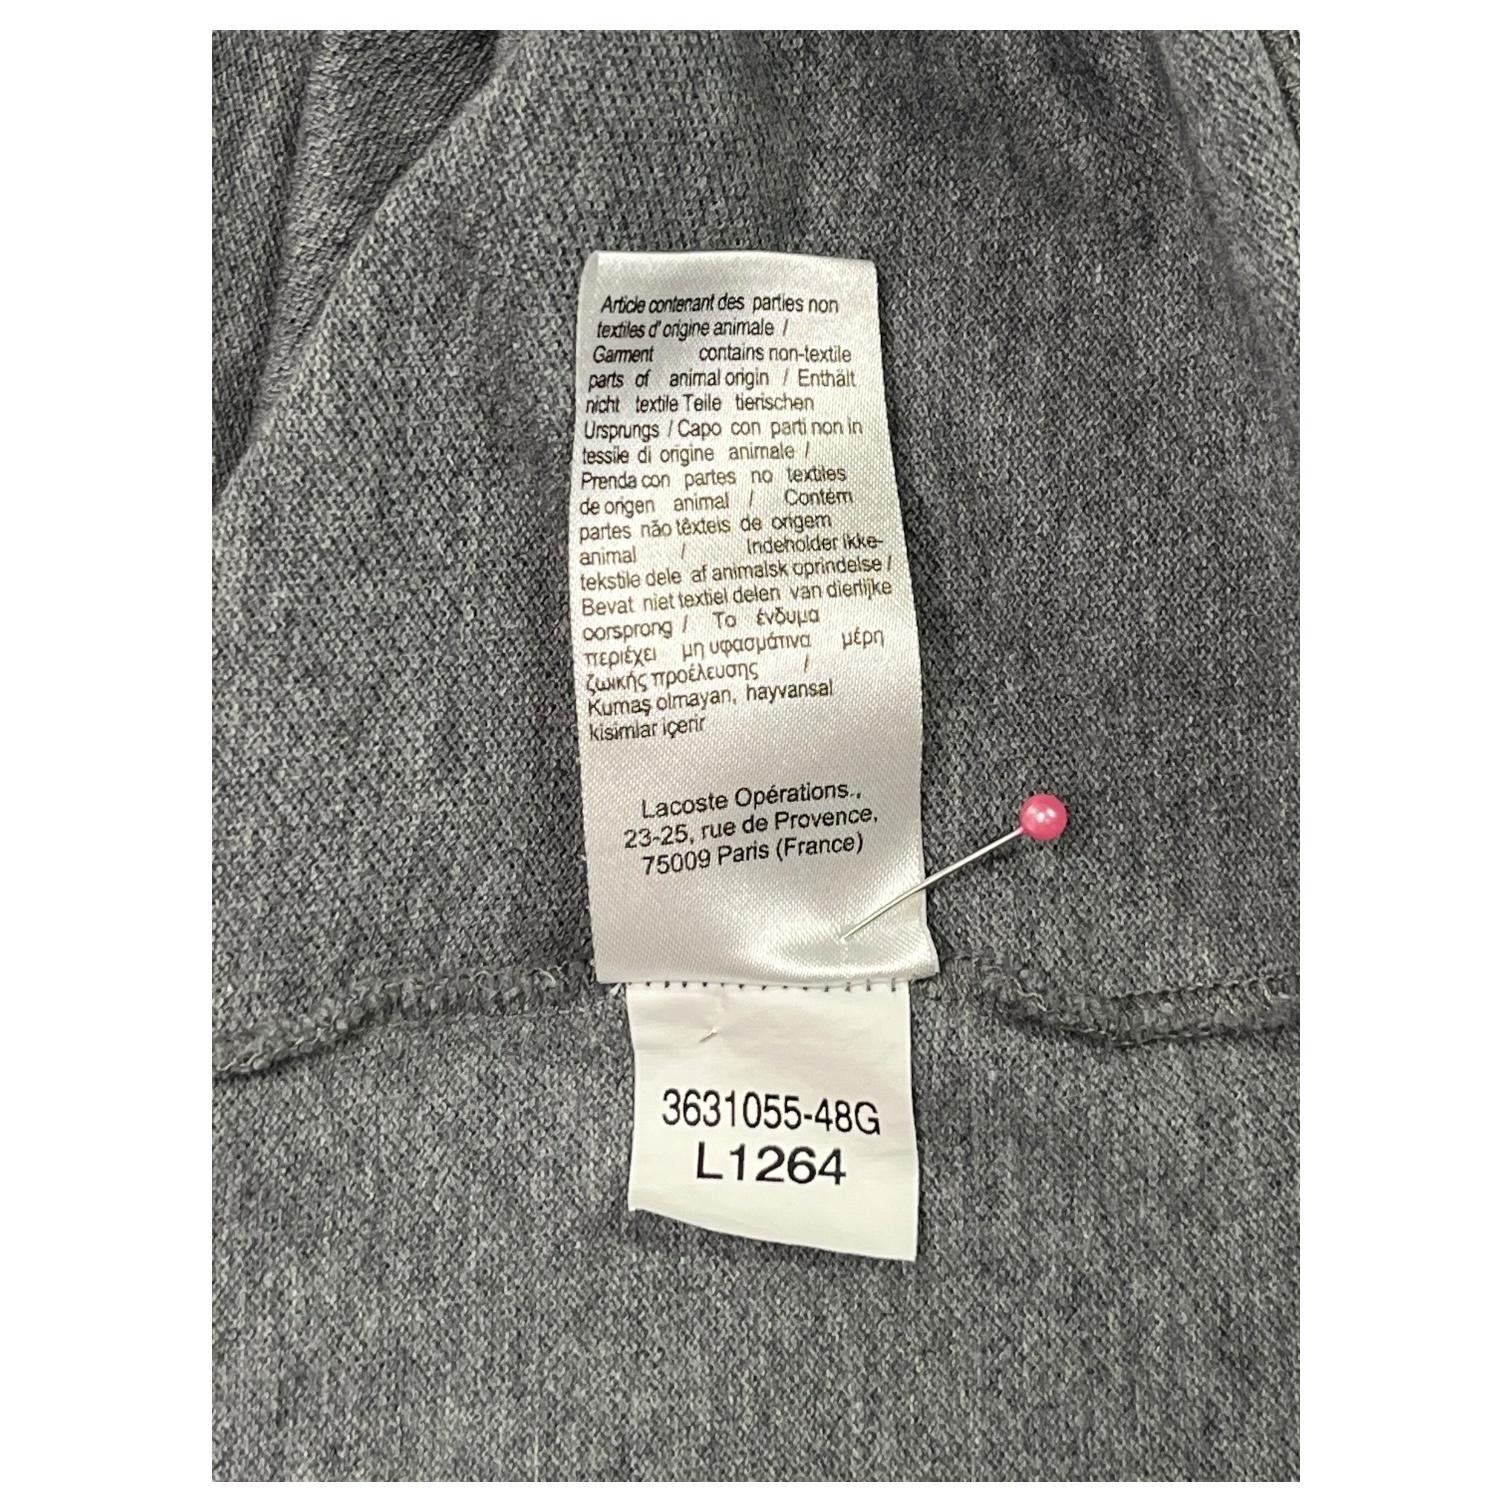 Article contenant des parties non
textiles d'origine animale /
Garment contains non-textile
parts of animal origin / Enthält
nicht textile Teile tierischen
Ursprungs / Capo con parti non in
tessile di origine animale /
Prenda con partes no textiles
de origen animal / Contém
partes não têxteis de origem
animal / Indeholder ikke-
tekstile dele af animalsk oprindelse /
Bevat niet textiel delen van dierlijke
oorsprong / Το ένδυμα
περιέχει μη υφασμάτινα μέρη
ζωικής προέλευσης /
Kumaş olmayan, hayvansal
kisimlar içerir
Lacoste Opérations.,
23-25, rue de Provence,
75009 Paris (France)
3631055-48G
L1264